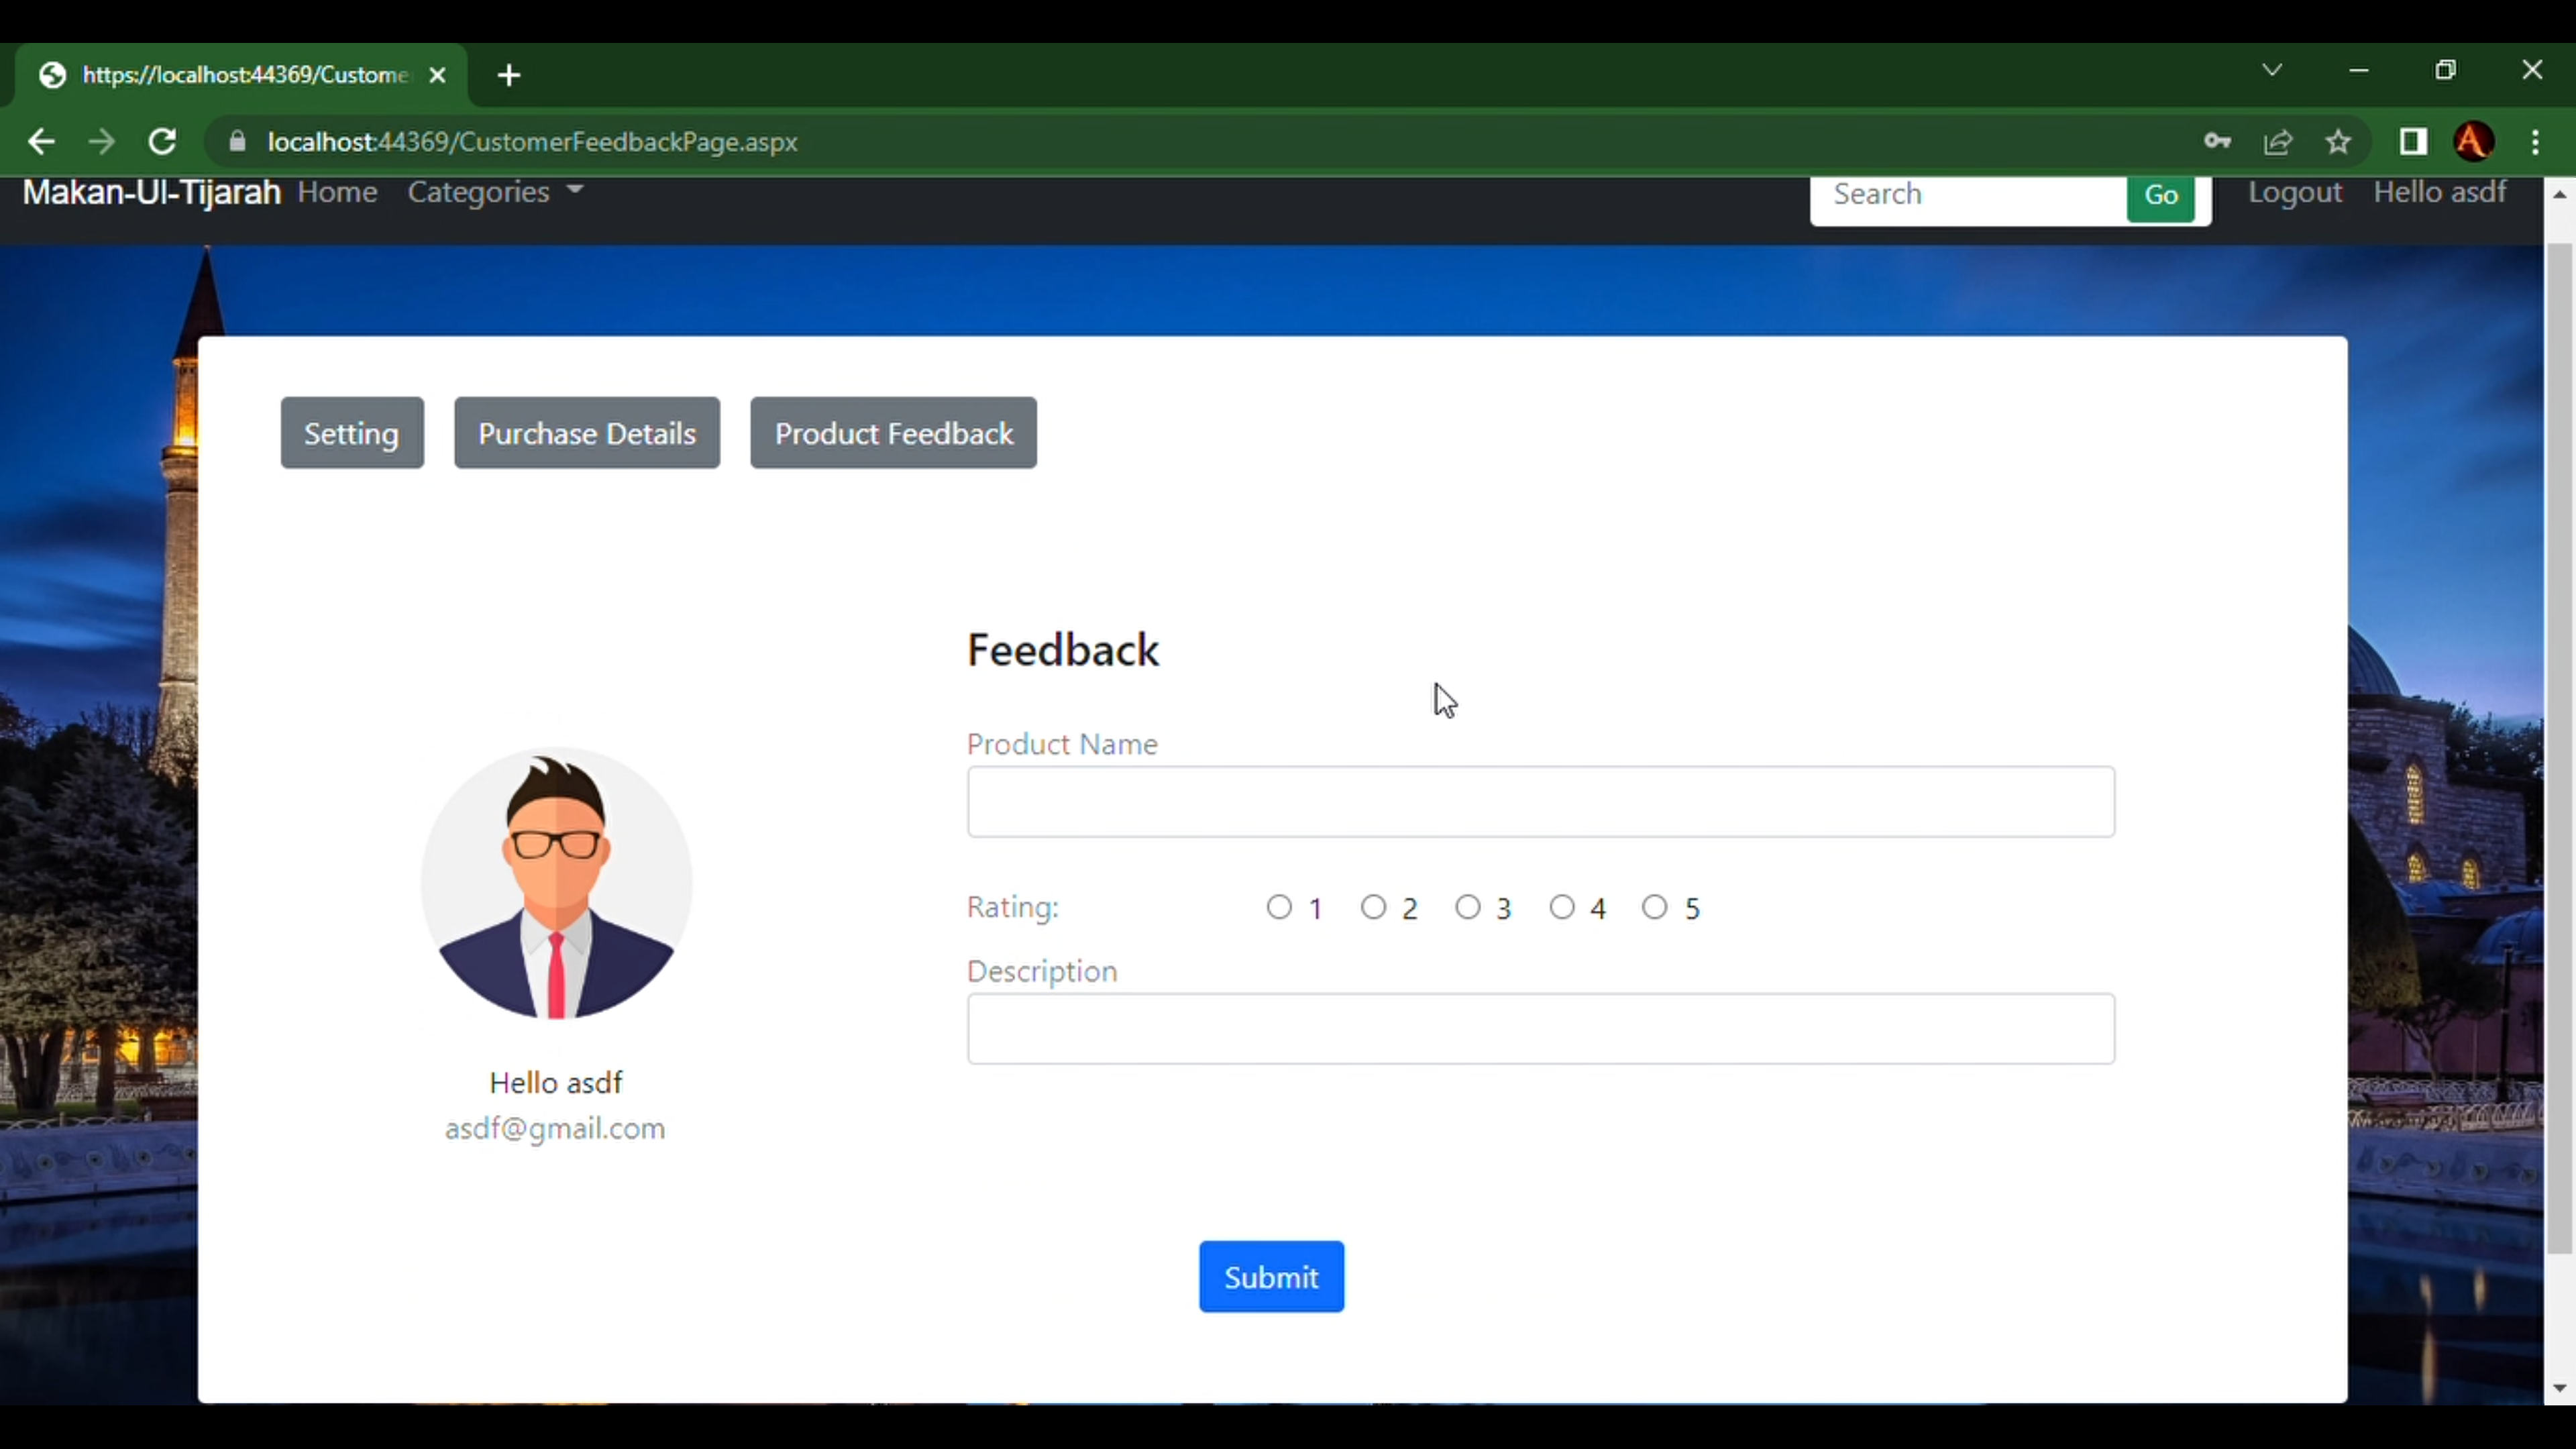 https://localhost:44369/Custome
localhost:44369/CustomerFeedbackPage.aspx
Makan-Ul-Tijarah Home Categories Search Go Logout Hello asdf
Setting Purchase Details Product Feedback
Feedback
Product Name
Rating: 1 2 3 4 5
Description
Hello asdf
asdf@gmail.com
Submit